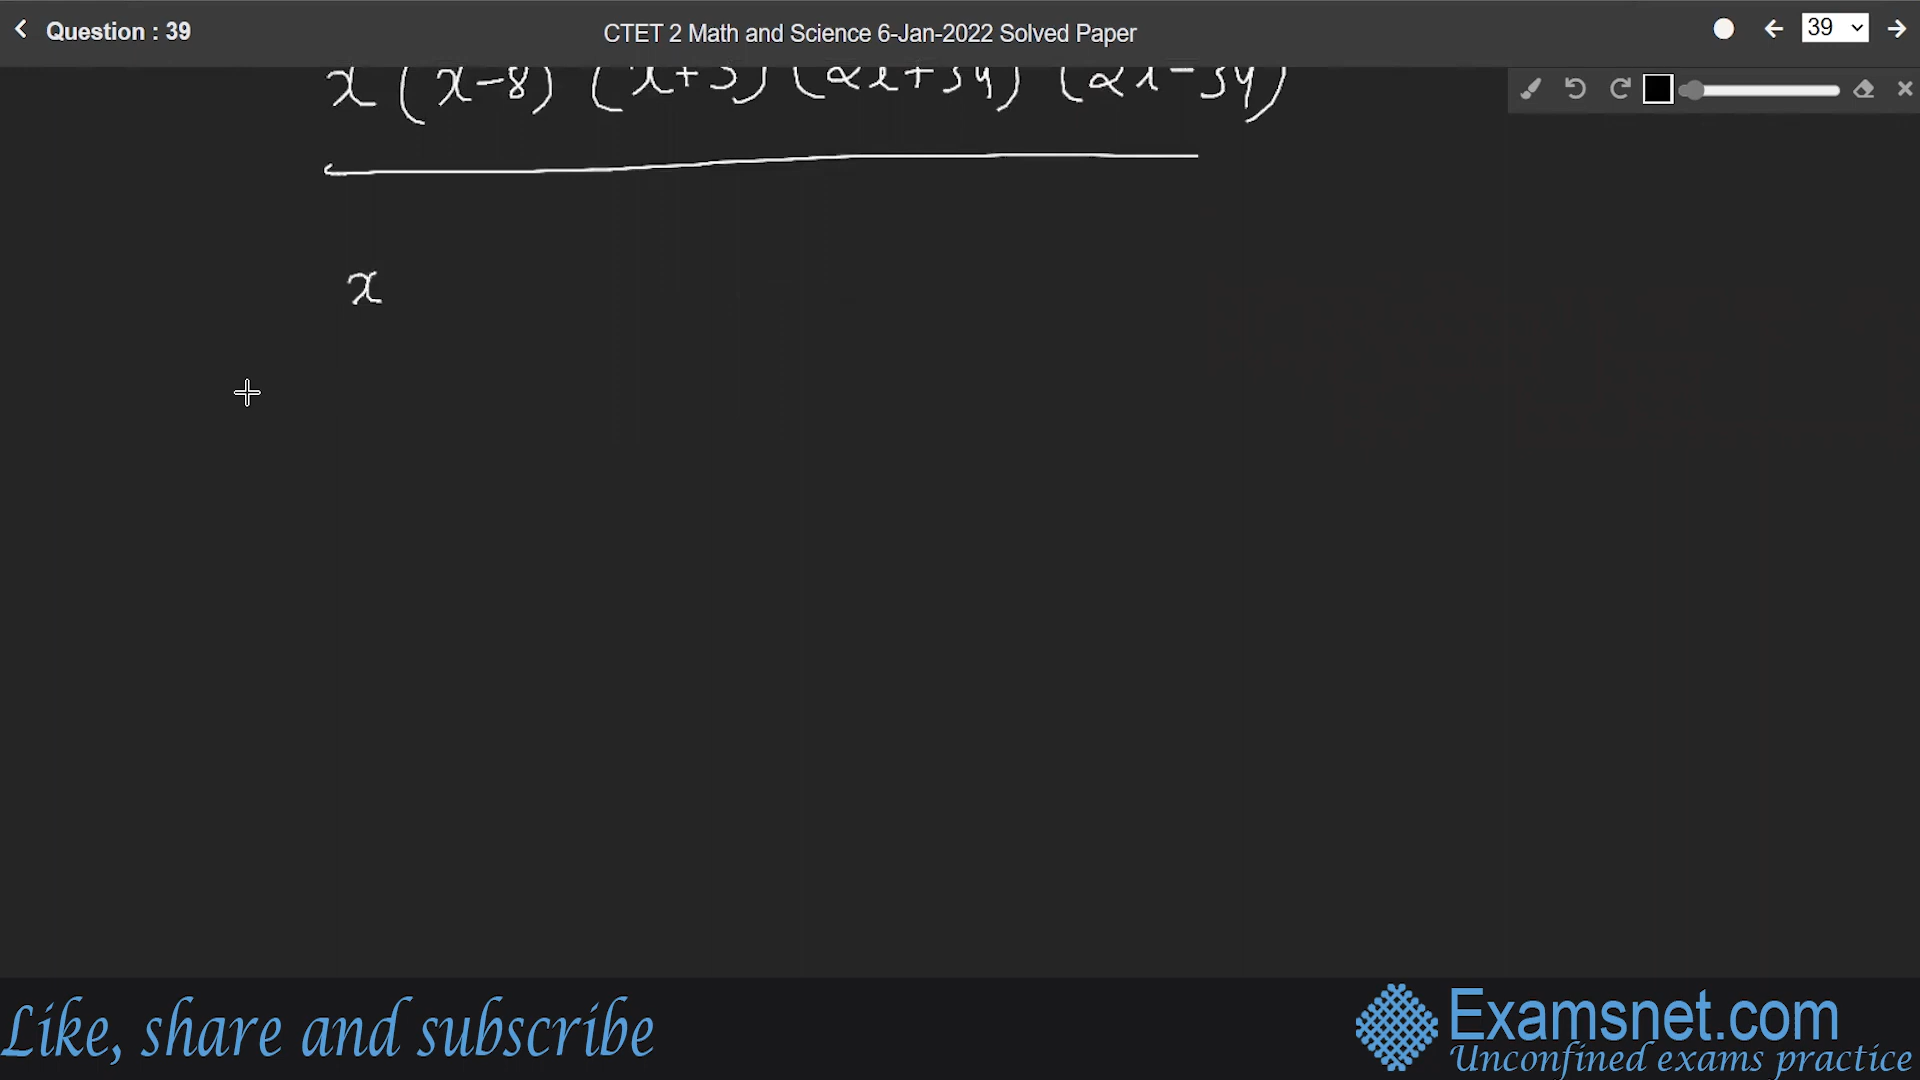 Question : 39
CTET 2 Math and Science 6-Jan-2022 Solved Paper
39
x (x-8) (x+3) (2x+3y) (2x-3y)
x
Like, share and subscribe
Examsnet.com
Unconfined exams practice